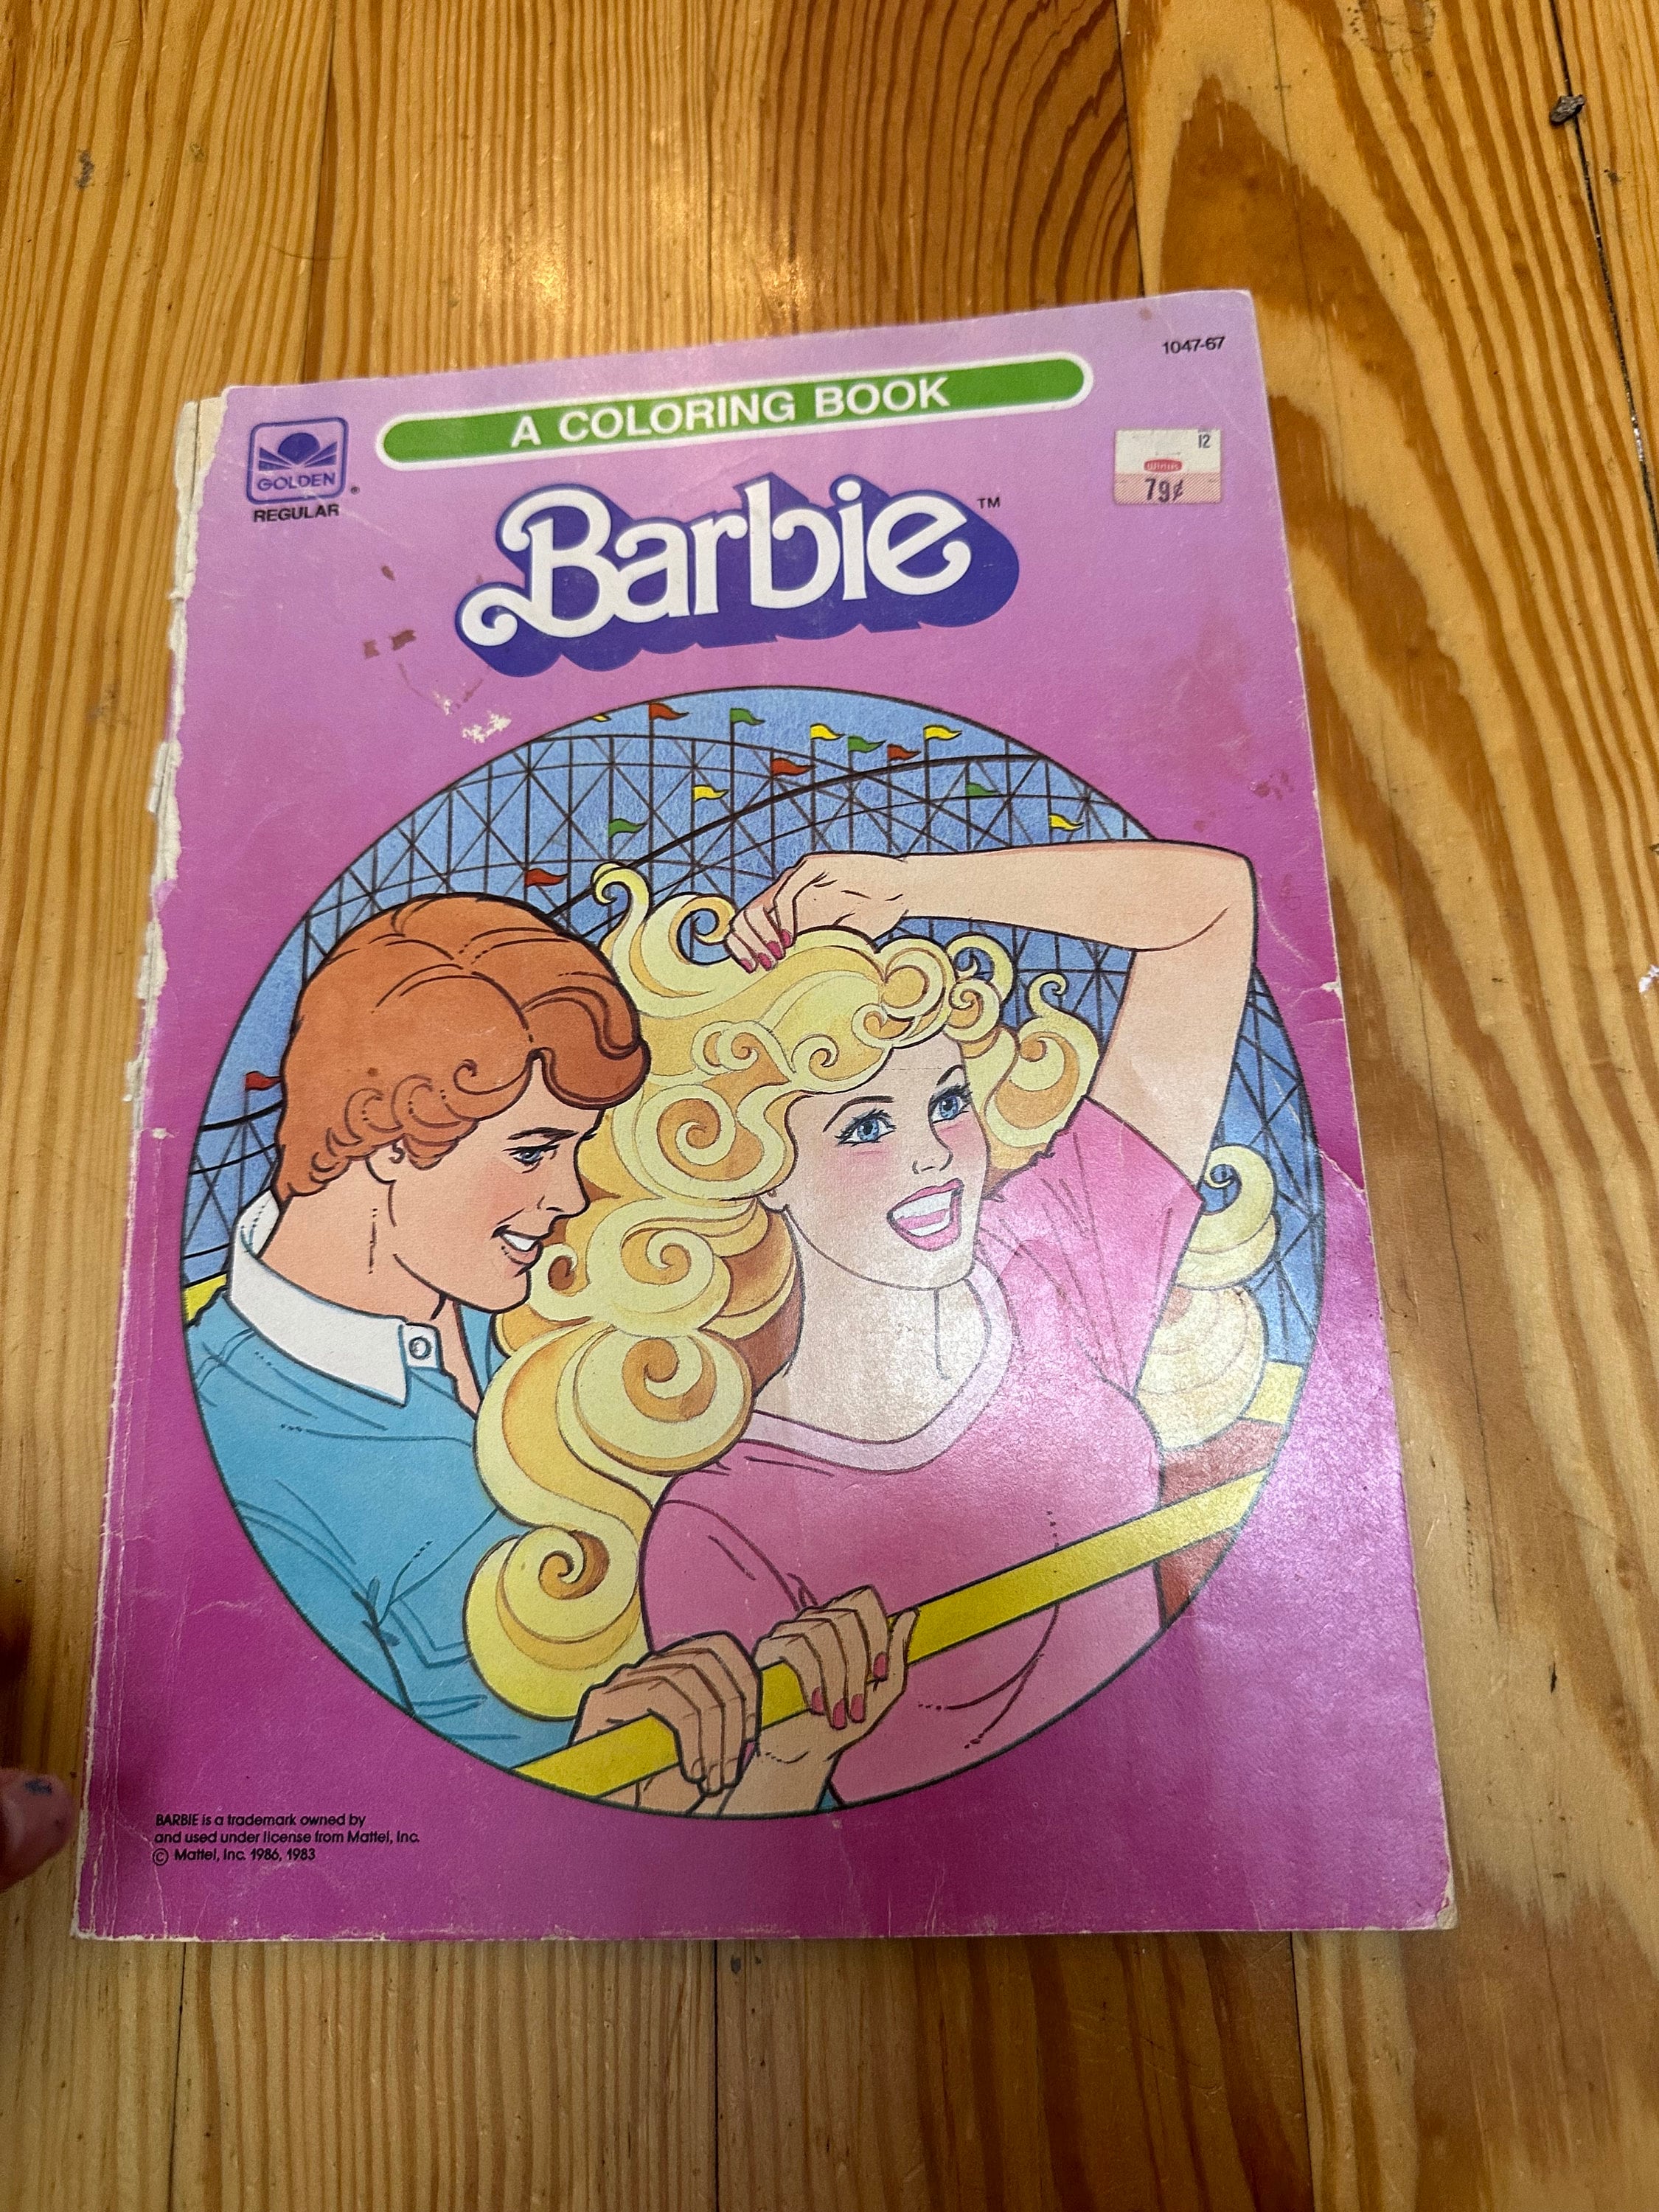 1047-67
A COLORING BOOK
GOLDEN
®
REGULAR
12
79¢
Barbie™
BARBIE is a trademark owned by
and used under license from Mattel, Inc.
© Mattel, Inc. 1986, 1983